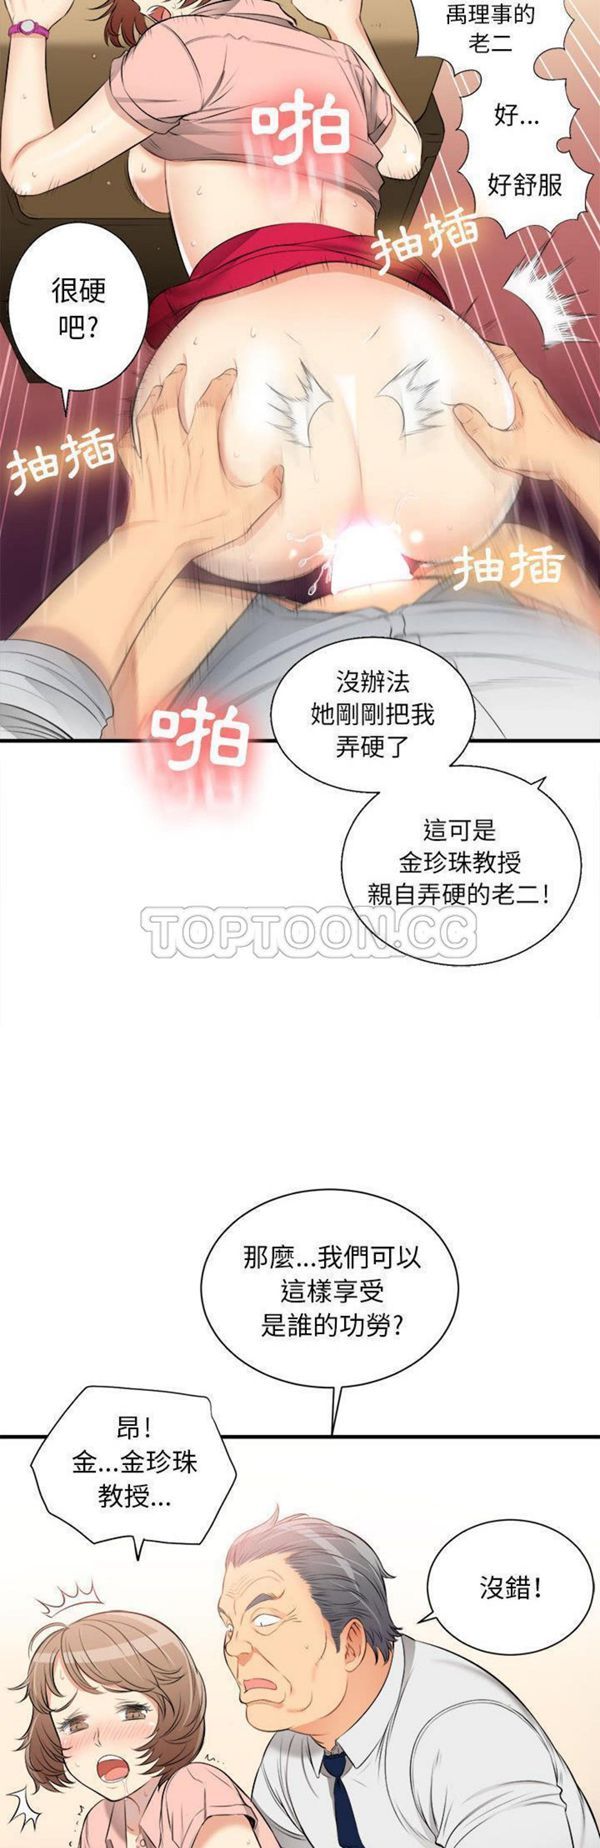 禹理事的
老二
好...
好舒服
啪
抽插
很硬
吧?
抽插
抽插
沒辦法
她剛剛把我
弄硬了
啪
這可是
金珍珠教授
親自弄硬的老二!
TOPTOON.CC
那麼...我們可以
這樣享受
是誰的功勞?
昂!
金...金珍珠
教授...
沒錯!